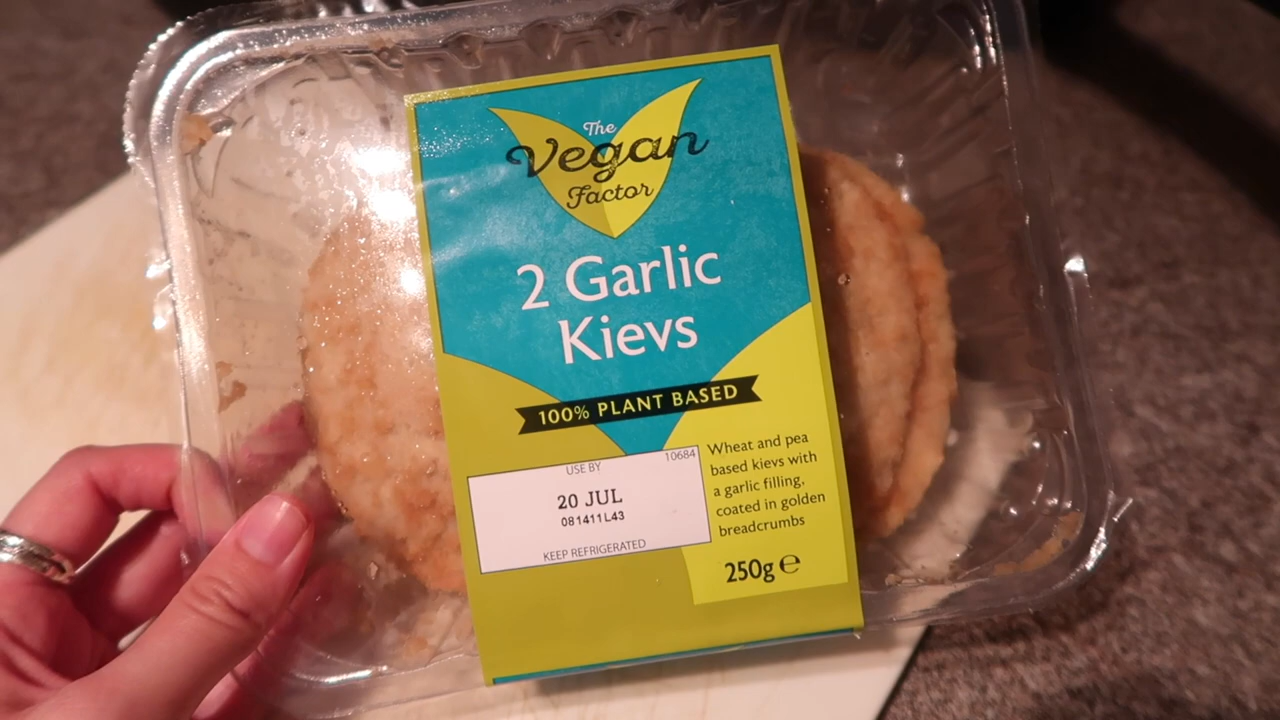 The
Vegan
Factor
2 Garlic
Kievs
100% PLANT BASED
USE BY
10684
20 JUL
081411L43
KEEP REFRIGERATED
Wheat and pea
based kievs with
a garlic filling,
coated in golden
breadcrumbs
250g ℮